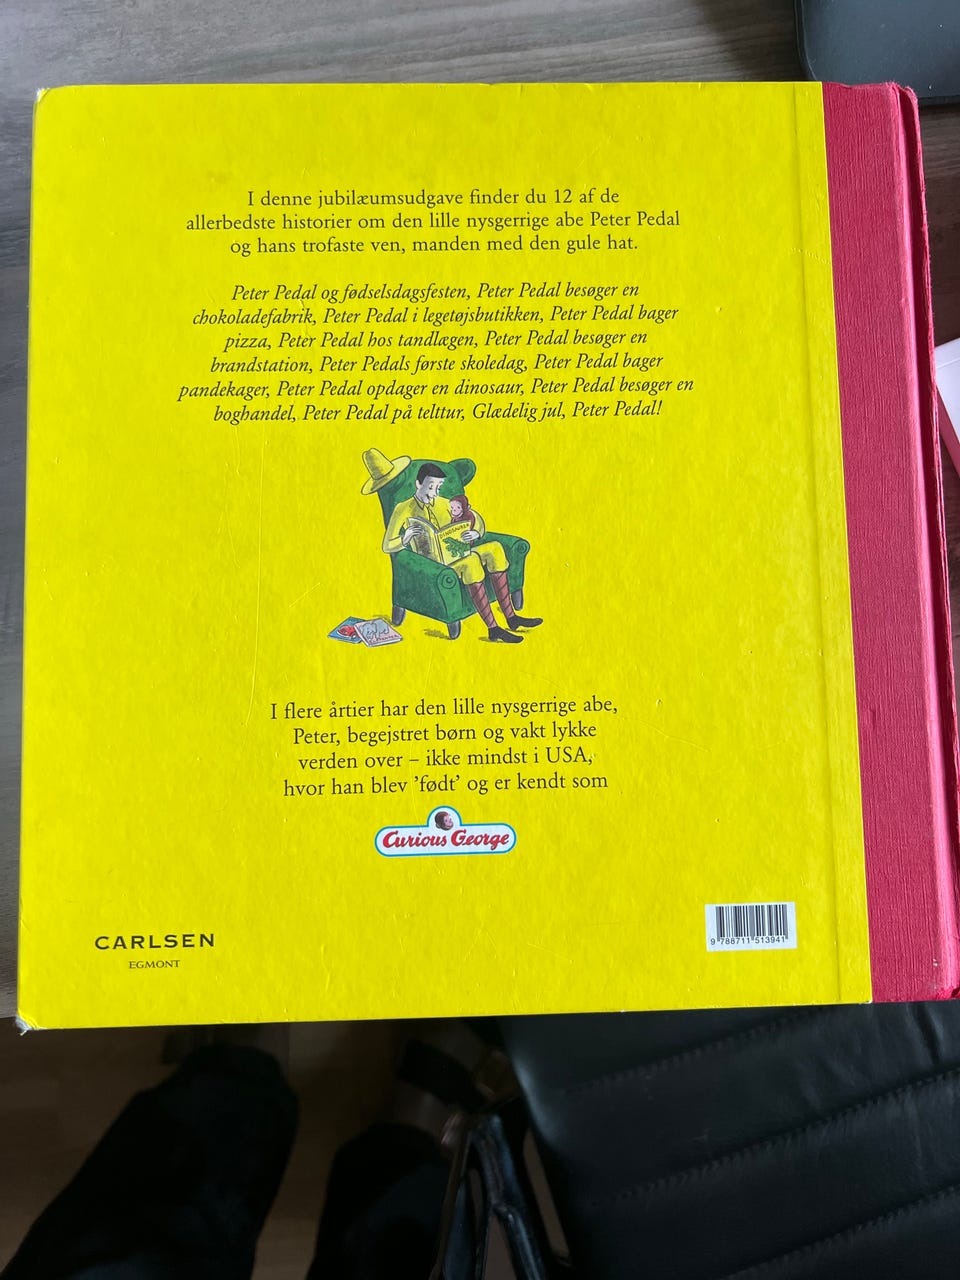 I denne jubilæumsudgave finder du 12 af de
allerbedste historier om den lille nysgerrige abe Peter Pedal
og hans trofaste ven, manden med den gule hat.
Peter Pedal og fødselsdagsfesten, Peter Pedal besøger en
chokoladefabrik, Peter Pedal i legetøjsbutikken, Peter Pedal bager
pizza, Peter Pedal hos tandlægen, Peter Pedal besøger en
brandstation, Peter Pedals første skoledag, Peter Pedal bager
pandekager, Peter Pedal opdager en dinosaur, Peter Pedal besøger en
boghandel, Peter Pedal på telttur, Glædelig jul, Peter Pedal!
DINOSAURER
I flere årtier har den lille nysgerrige abe,
Peter, begejstret børn og vakt lykke
verden over – ikke mindst i USA,
hvor han blev ’født’ og er kendt som
Curious George
CARLSEN
EGMONT
9 788711 513941